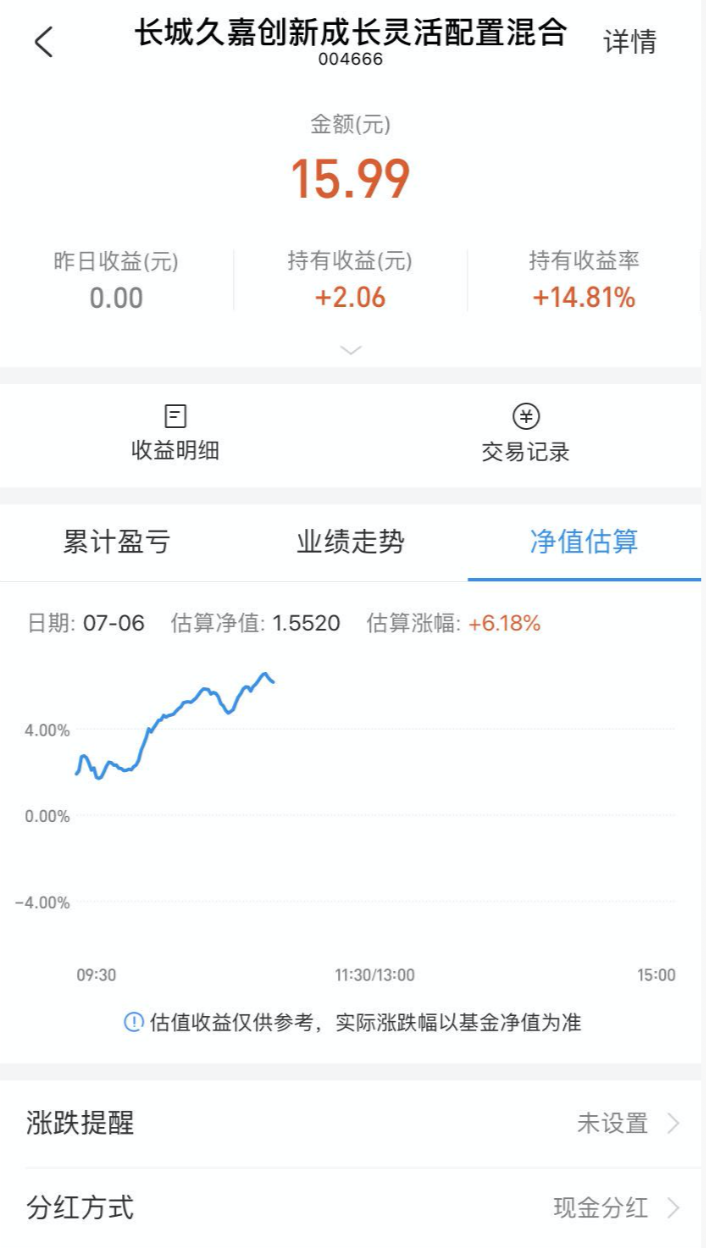 长城久嘉创新成长灵活配置混合 详情
004666
金额(元)
15.99
昨日收益(元) 持有收益(元) 持有收益率
0.00 +2.06 +14.81%
收益明细 交易记录
累计盈亏 业绩走势 净值估算
日期: 07-06 估算净值: 1.5520 估算涨幅: +6.18%
4.00%
0.00%
-4.00%
09:30 11:30/13:00 15:00
估值收益仅供参考，实际涨跌幅以基金净值为准
涨跌提醒 未设置
分红方式 现金分红